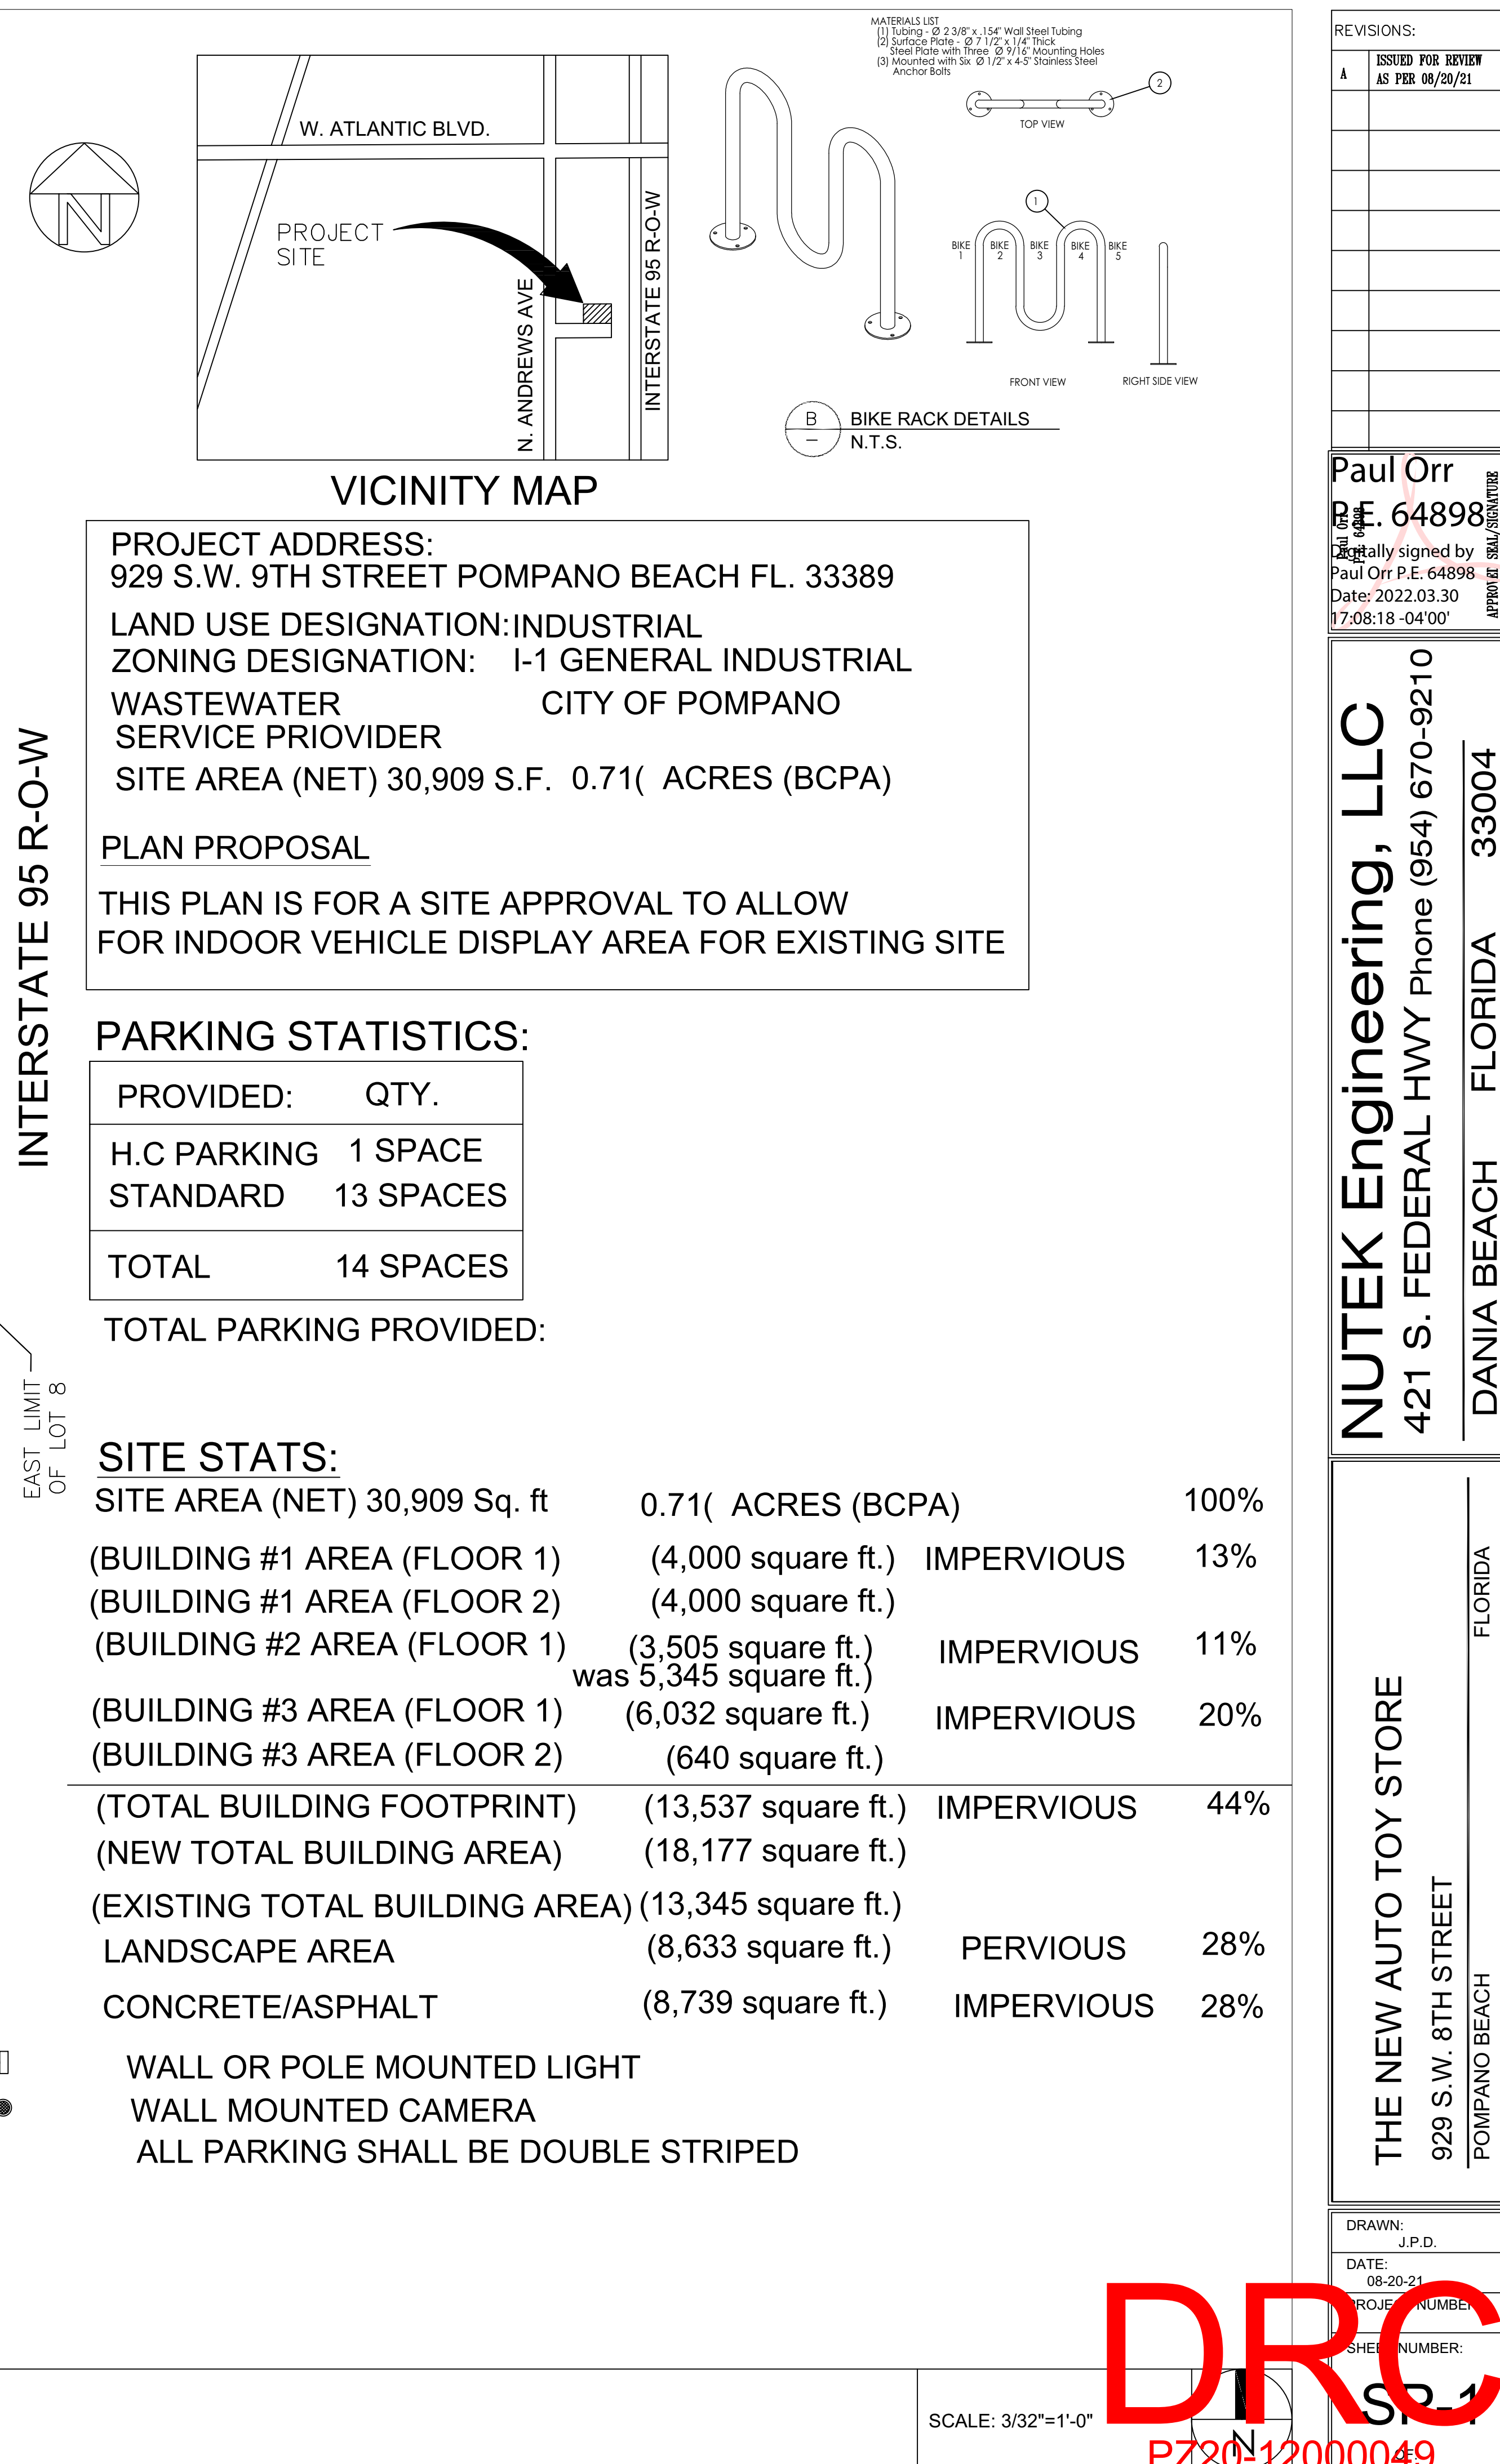 MATERIALS LIST
(1) Tubing - Ø 2 3/8" x .154" Wall Steel Tubing
(2) Surface Plate - Ø 7 1/2" x 1/4" Thick
Steel Plate with Three Ø 9/16" Mounting Holes
(3) Mounted with Six Ø 1/2" x 4-5" Stainless Steel
Anchor Bolts
2
TOP VIEW
1
BIKE 1
BIKE 2
BIKE 3
BIKE 4
BIKE 5
FRONT VIEW
RIGHT SIDE VIEW
B
BIKE RACK DETAILS
N.T.S.
N
W. ATLANTIC BLVD.
PROJECT
SITE
N. ANDREWS AVE
INTERSTATE 95 R-O-W
VICINITY MAP
PROJECT ADDRESS:
929 S.W. 9TH STREET POMPANO BEACH FL. 33389
LAND USE DESIGNATION: INDUSTRIAL
ZONING DESIGNATION: I-1 GENERAL INDUSTRIAL
WASTEWATER CITY OF POMPANO
SERVICE PRIOVIDER
SITE AREA (NET) 30,909 S.F. 0.71( ACRES (BCPA)
PLAN PROPOSAL
THIS PLAN IS FOR A SITE APPROVAL TO ALLOW
FOR INDOOR VEHICLE DISPLAY AREA FOR EXISTING SITE
INTERSTATE 95 R-O-W
PARKING STATISTICS:
PROVIDED: QTY.
H.C PARKING 1 SPACE
STANDARD 13 SPACES
TOTAL 14 SPACES
TOTAL PARKING PROVIDED:
EAST LIMIT
OF LOT 8
SITE STATS:
SITE AREA (NET) 30,909 Sq. ft 0.71( ACRES (BCPA) 100%
(BUILDING #1 AREA (FLOOR 1) (4,000 square ft.) IMPERVIOUS 13%
(BUILDING #1 AREA (FLOOR 2) (4,000 square ft.)
(BUILDING #2 AREA (FLOOR 1) (3,505 square ft.) IMPERVIOUS 11%
was 5,345 square ft.)
(BUILDING #3 AREA (FLOOR 1) (6,032 square ft.) IMPERVIOUS 20%
(BUILDING #3 AREA (FLOOR 2) (640 square ft.)
(TOTAL BUILDING FOOTPRINT) (13,537 square ft.) IMPERVIOUS 44%
(NEW TOTAL BUILDING AREA) (18,177 square ft.)
(EXISTING TOTAL BUILDING AREA) (13,345 square ft.)
LANDSCAPE AREA (8,633 square ft.) PERVIOUS 28%
CONCRETE/ASPHALT (8,739 square ft.) IMPERVIOUS 28%
WALL OR POLE MOUNTED LIGHT
WALL MOUNTED CAMERA
ALL PARKING SHALL BE DOUBLE STRIPED
SCALE: 3/32"=1'-0"
N
REVISIONS:
A ISSUED FOR REVIEW
AS PER 08/20/21
Paul Orr
P.E. 64898
Digitally signed by
Paul Orr P.E. 64898
Date: 2022.03.30
17:08:18 -04'00'
Paul Orr
P.E. 64898
SEAL/SIGNATURE
NUTEK Engineering, LLC
421 S. FEDERAL HWY Phone (954) 670-9210
DANIA BEACH FLORIDA 33004
THE NEW AUTO TOY STORE
929 S.W. 8TH STREET
POMPANO BEACH FLORIDA
DRAWN:
J.P.D.
DATE:
08-20-21
PROJECT NUMBER
SHEET NUMBER:
SP-1
OF:
DRC
PZ20-12000049